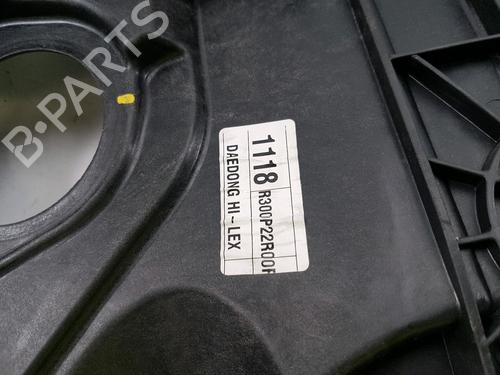 B-PARTS
1118
R300P22R00F
DAEDONG HI-LEX